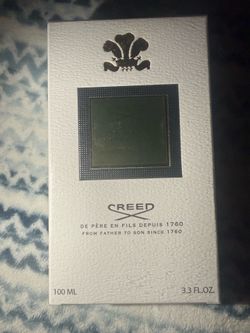 CREED
DE PÈRE EN FILS DEPUIS 1760
FROM FATHER TO SON SINCE 1760
100 ML 3.3 FL.OZ.